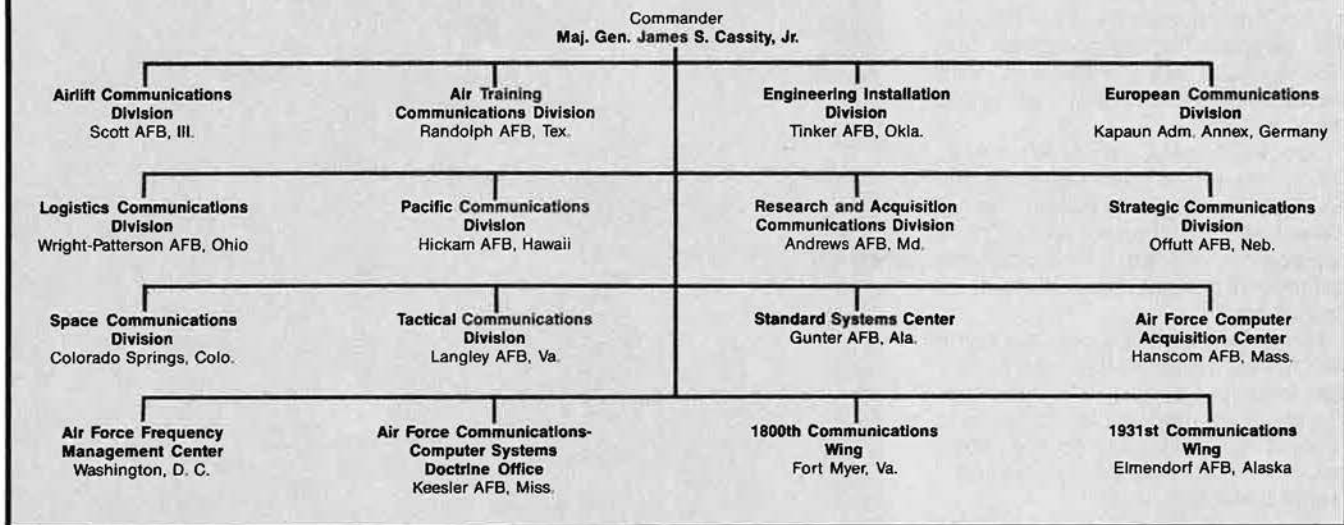 Commander
Maj. Gen. James S. Cassity, Jr.
Airlift Communications
Division
Scott AFB, Ill.
Air Training
Communications Division
Randolph AFB, Tex.
Engineering Installation
Division
Tinker AFB, Okla.
European Communications
Division
Kapaun Adm. Annex, Germany
Logistics Communications
Division
Wright-Patterson AFB, Ohio
Pacific Communications
Division
Hickam AFB, Hawaii
Research and Acquisition
Communications Division
Andrews AFB, Md.
Strategic Communications
Division
Offutt AFB, Neb.
Space Communications
Division
Colorado Springs, Colo.
Tactical Communications
Division
Langley AFB, Va.
Standard Systems Center
Gunter AFB, Ala.
Air Force Computer
Acquisition Center
Hanscom AFB, Mass.
Air Force Frequency
Management Center
Washington, D. C.
Air Force Communications-
Computer Systems
Doctrine Office
Keesler AFB, Miss.
1800th Communications
Wing
Fort Myer, Va.
1931st Communications
Wing
Elmendorf AFB, Alaska